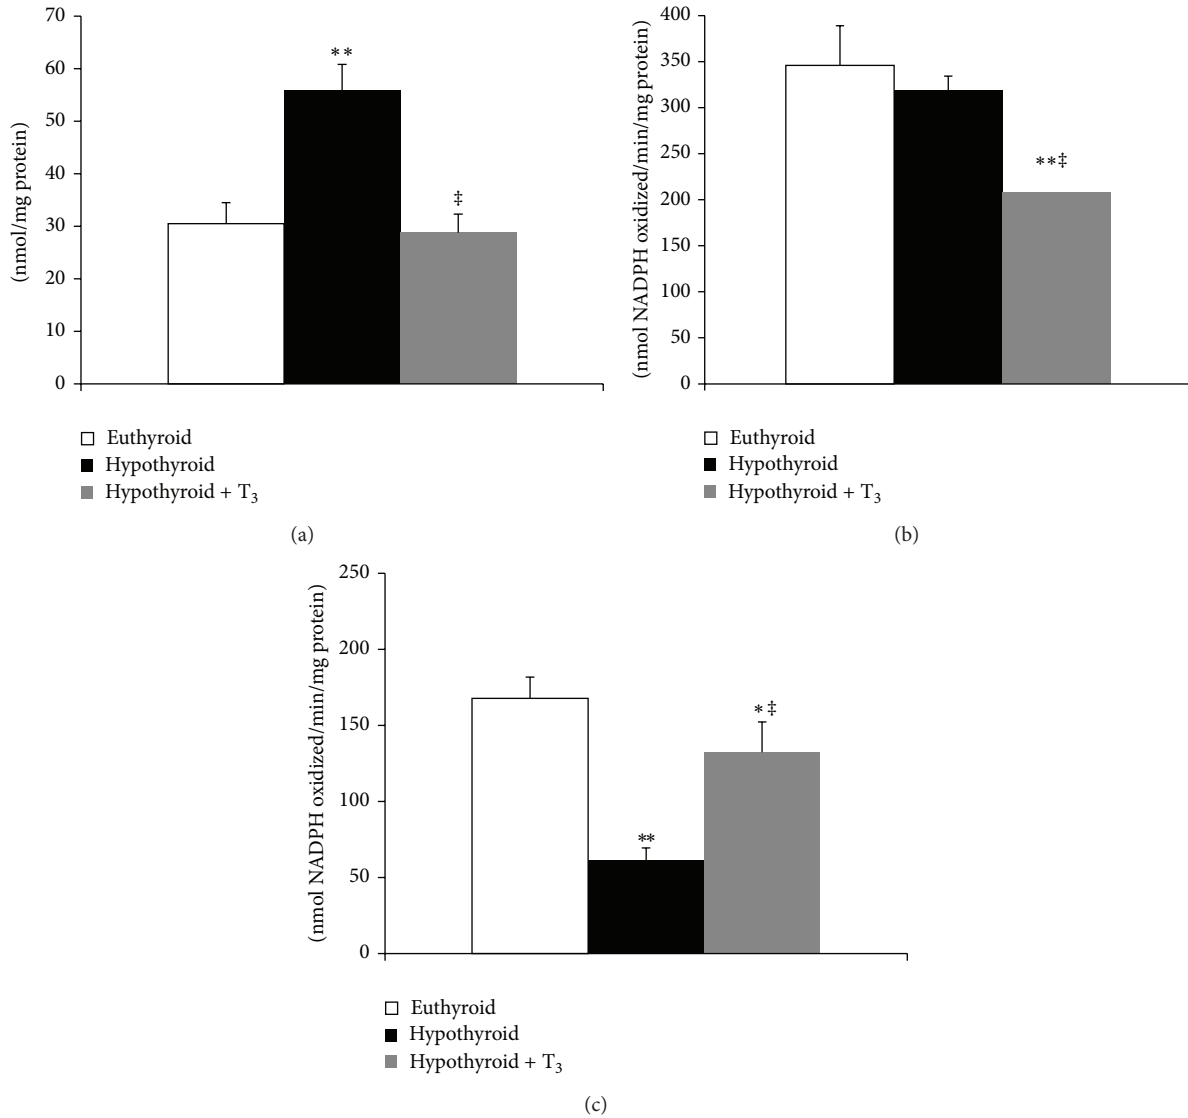 70
60
50
40
30
20
10
0
(nmol/mg protein)
**
‡
Euthyroid
Hypothyroid
Hypothyroid + T3
(a)
400
350
300
250
200
150
100
50
0
(nmol NADPH oxidized/min/mg protein)
**‡
Euthyroid
Hypothyroid
Hypothyroid + T3
(b)
250
200
150
100
50
0
(nmol NADPH oxidized/min/mg protein)
**
*‡
Euthyroid
Hypothyroid
Hypothyroid + T3
(c)